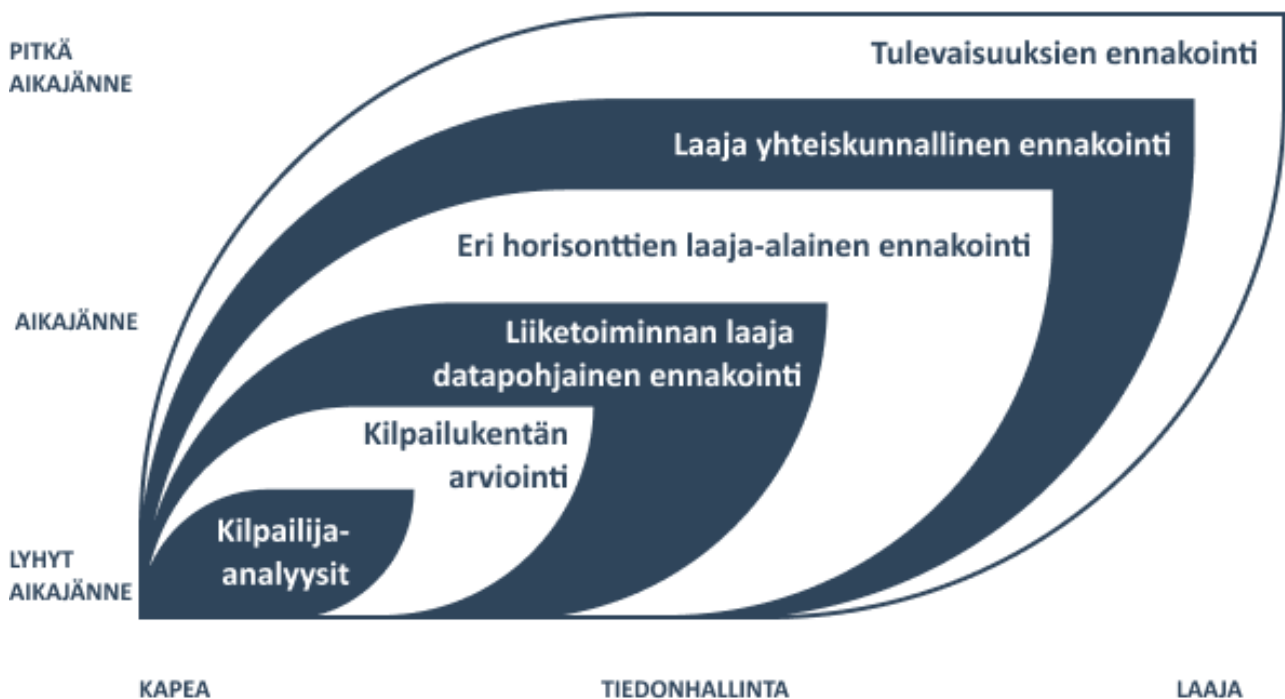 PITKÄ
AIKAJÄNNE
Tulevaisuuksien ennakointi
Laaja yhteiskunnallinen ennakointi
Eri horisonttien laaja-alainen ennakointi
AIKAJÄNNE
Liiketoiminnan laaja
datapohjainen ennakointi
Kilpailukentän
arviointi
Kilpailija-
analyysit
LYHYT
AIKAJÄNNE
KAPEA
TIEDONHALLINTA
LAAJA